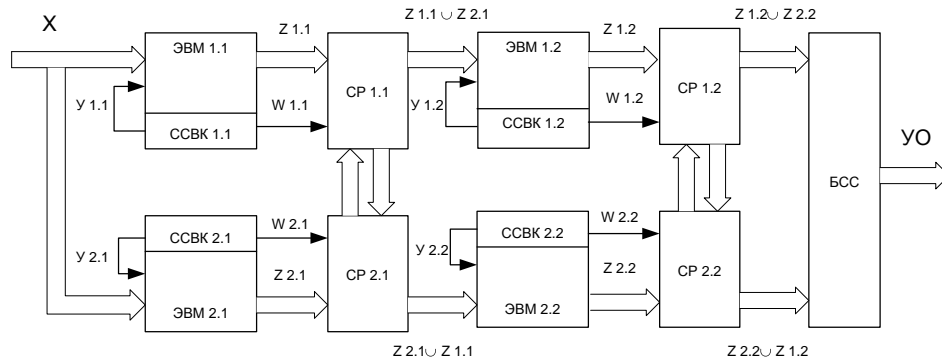 Z 1.1 ∪ Z 2.1
Z 1.2∪ Z 2.2
X
ЭВМ 1.1
Z 1.1
ЭВМ 1.2
Z 1.2
СР 1.1
СР 1.2
У 1.1
W 1.1
У 1.2
W 1.2
ССВК 1.1
ССВК 1.2
УО
БСС
ССВК 2.1
W 2.1
ССВК 2.2
W 2.2
У 2.1
У 2.2
Z 2.1
СР 2.1
Z 2.2
СР 2.2
ЭВМ 2.1
ЭВМ 2.2
Z 2.1∪ Z 1.1
Z 2.2∪ Z 1.2